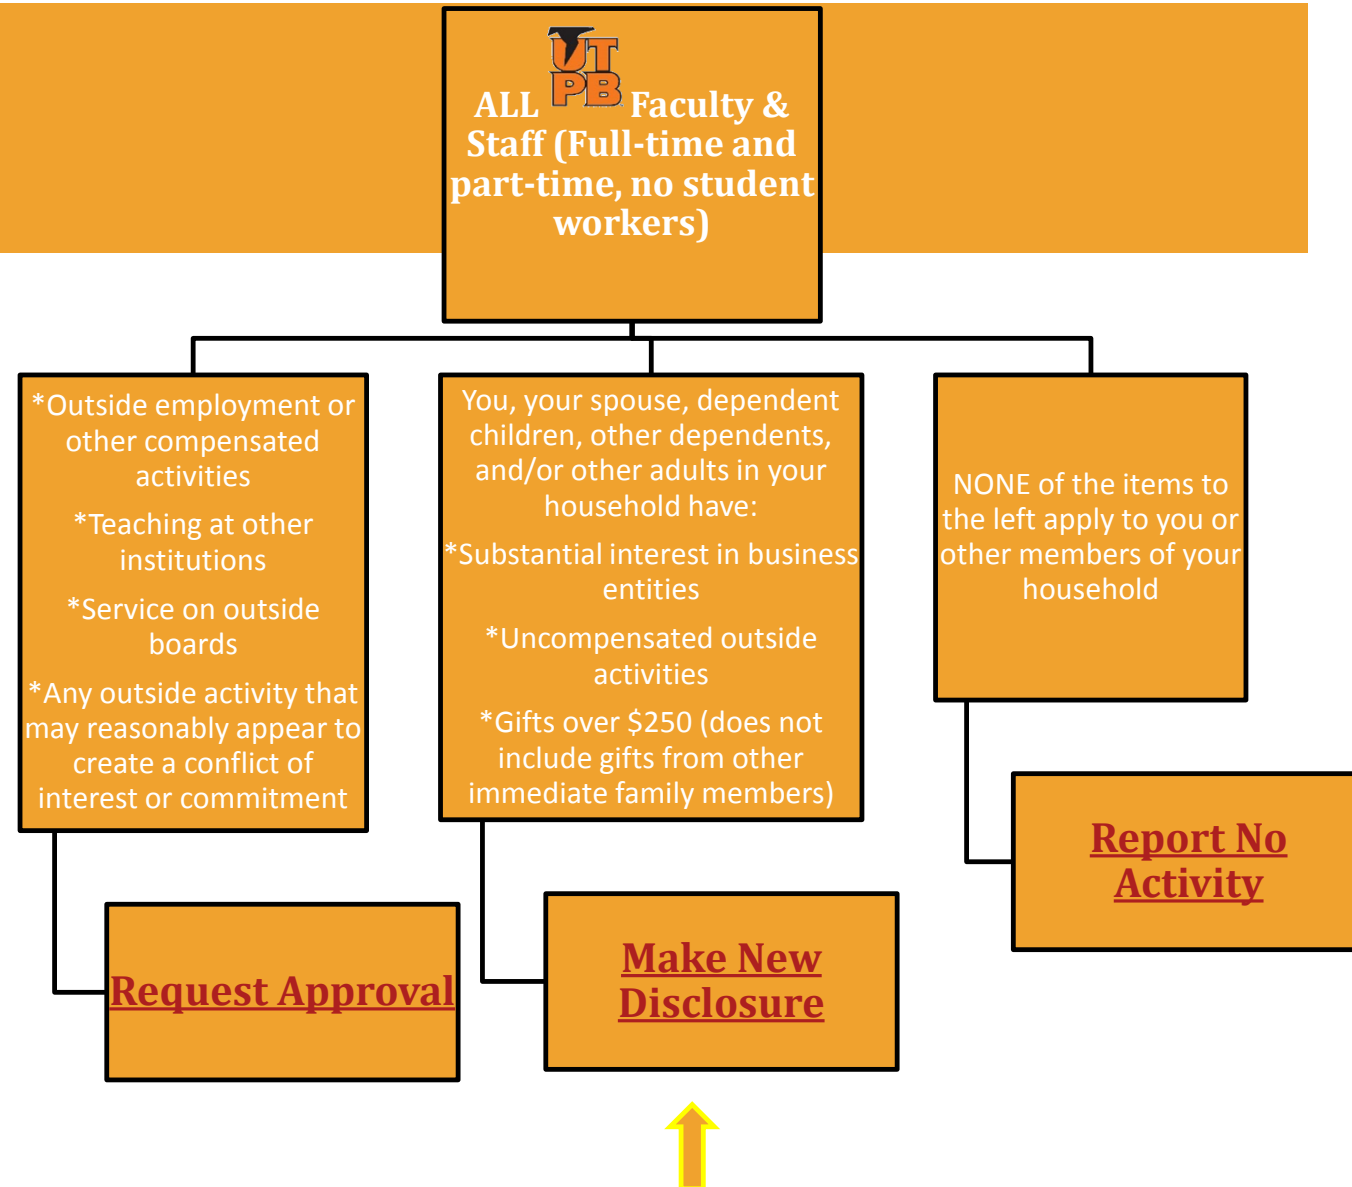 UT
PB
ALL Faculty &
Staff (Full-time and
part-time, no student
workers)
*Outside employment or
other compensated
activities
*Teaching at other
institutions
*Service on outside
boards
*Any outside activity that
may reasonably appear to
create a conflict of
interest or commitment
Request Approval
You, your spouse, dependent
children, other dependents,
and/or other adults in your
household have:
*Substantial interest in business
entities
*Uncompensated outside
activities
*Gifts over $250 (does not
include gifts from other
immediate family members)
Make New
Disclosure
NONE of the items to
the left apply to you or
other members of your
household
Report No
Activity